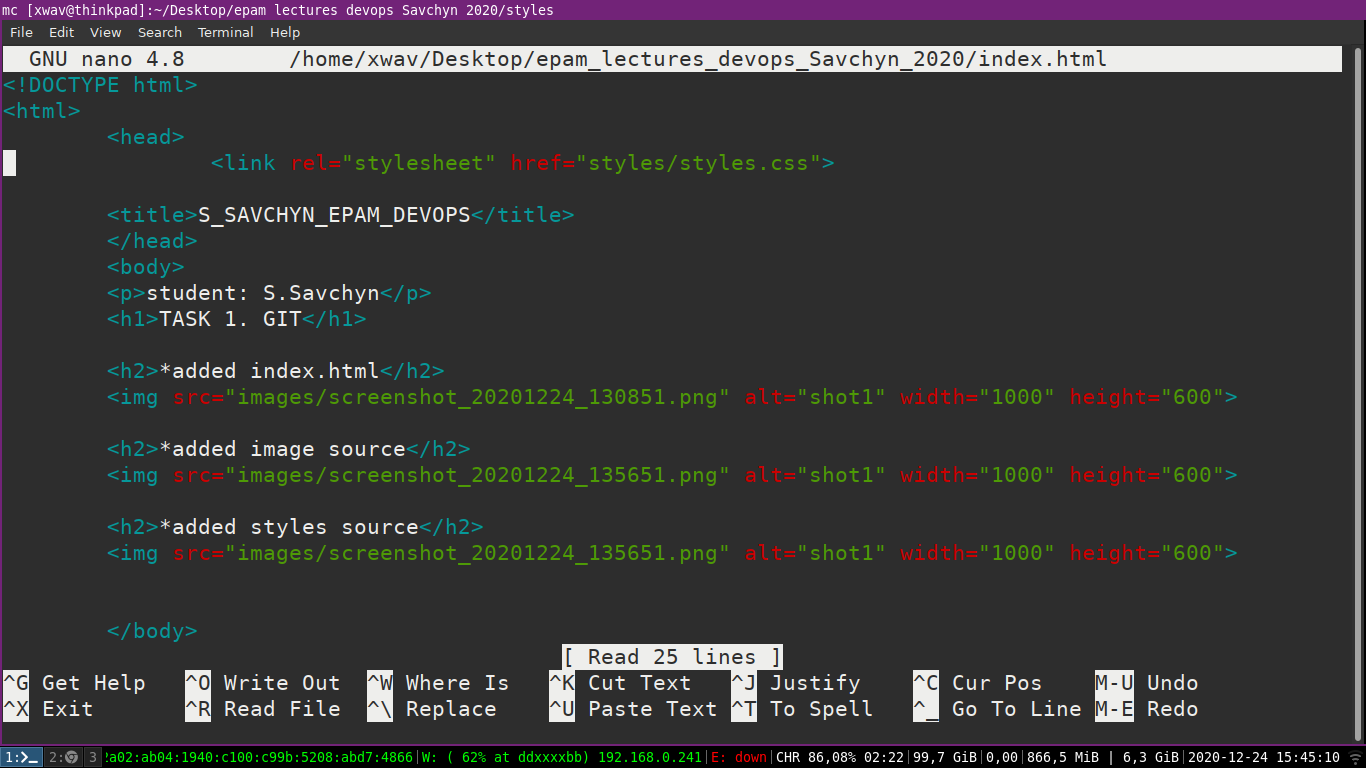 mc [xwav@thinkpad]:~/Desktop/epam lectures devops Savchyn 2020/styles
File Edit View Search Terminal Help
GNU nano 4.8 /home/xwav/Desktop/epam_lectures_devops_Savchyn_2020/index.html
<!DOCTYPE html>
<html>
<head>
<link rel="stylesheet" href="styles/styles.css">
<title>S_SAVCHYN_EPAM_DEVOPS</title>
</head>
<body>
<p>student: S.Savchyn</p>
<h1>TASK 1. GIT</h1>
<h2>*added index.html</h2>
<img src="images/screenshot_20201224_130851.png" alt="shot1" width="1000" height="600">
<h2>*added image source</h2>
<img src="images/screenshot_20201224_135651.png" alt="shot1" width="1000" height="600">
<h2>*added styles source</h2>
<img src="images/screenshot_20201224_135651.png" alt="shot1" width="1000" height="600">
</body>
[ Read 25 lines ]
^G Get Help ^O Write Out ^W Where Is ^K Cut Text ^J Justify ^C Cur Pos M-U Undo
^X Exit ^R Read File ^\ Replace ^U Paste Text ^T To Spell ^_ Go To Line M-E Redo
1:>_ 2: 3 2a02:ab04:1940:c100:c99b:5208:abd7:4866|W: ( 62% at ddxxxxbb) 192.168.0.241|E: down|CHR 86,08% 02:22|99,7 GiB|0,00|866,5 MiB | 6,3 GiB|2020-12-24 15:45:10